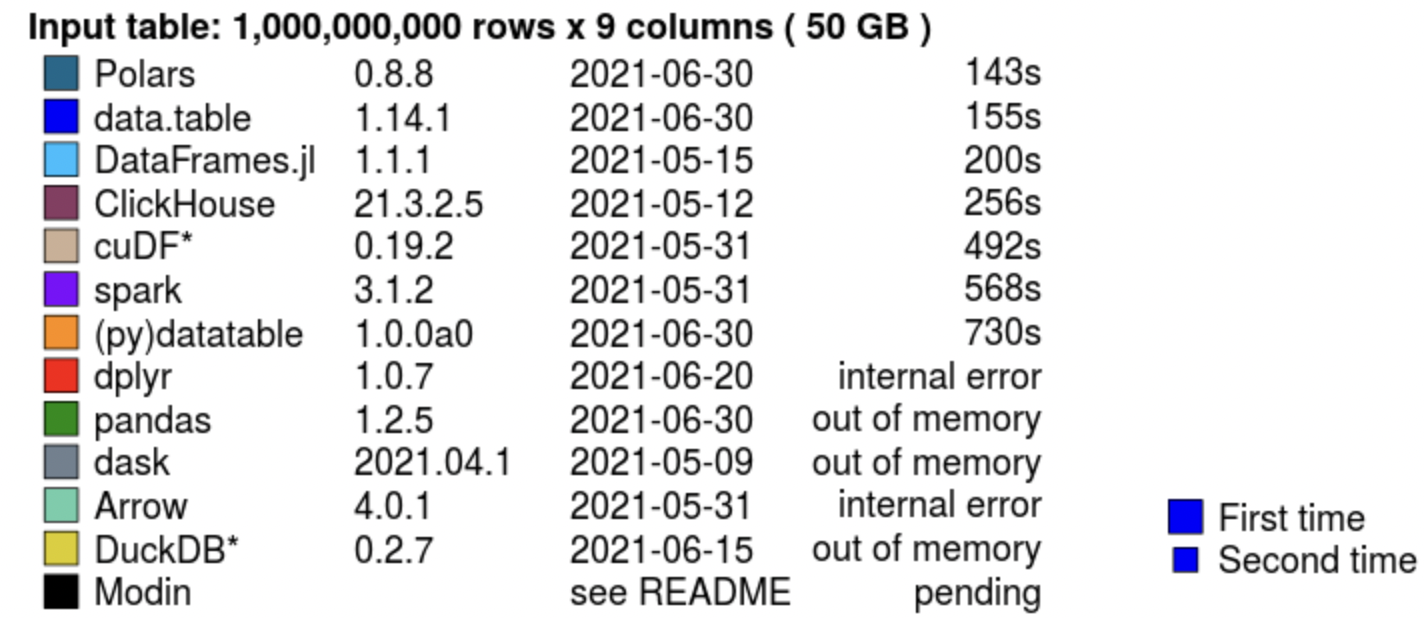 Input table: 1,000,000,000 rows x 9 columns ( 50 GB )
Polars 0.8.8 2021-06-30 143s
data.table 1.14.1 2021-06-30 155s
DataFrames.jl 1.1.1 2021-05-15 200s
ClickHouse 21.3.2.5 2021-05-12 256s
cuDF* 0.19.2 2021-05-31 492s
spark 3.1.2 2021-05-31 568s
(py)datatable 1.0.0a0 2021-06-30 730s
dplyr 1.0.7 2021-06-20 internal error
pandas 1.2.5 2021-06-30 out of memory
dask 2021.04.1 2021-05-09 out of memory
Arrow 4.0.1 2021-05-31 internal error
DuckDB* 0.2.7 2021-06-15 out of memory
Modin see README pending
First time
Second time